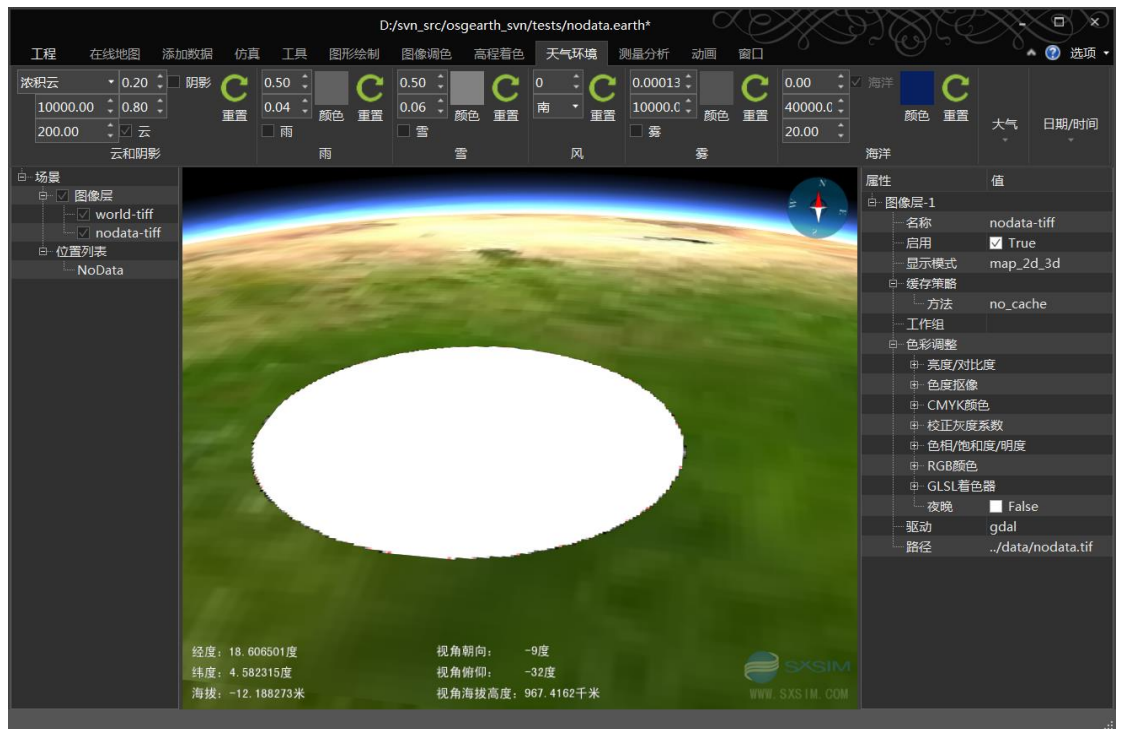 D:/svn_src/osgearth_svn/tests/nodata.earth*
工程 在线地图 添加数据 仿真 工具 图形绘制 图像调色 高程着色 天气环境 测量分析 动画 窗口 选项
浓积云 0.20 阴影 0.50 0.50 0 0.00013 0.00 海洋
10000.00 0.80 重置 0.04 颜色 重置 0.06 颜色 重置 南 重置 10000.0 颜色 重置 40000.0 颜色 重置 大气 日期/时间
200.00 云 雨 雪 雾 20.00
云和阴影 雨 雪 风 雾 海洋
场景
图像层
world-tiff
nodata-tiff
位置列表
NoData
N
E
S
W
经度：18.606501度 视角朝向： -9度
纬度：4.582315度 视角俯仰： -32度
海拔：-12.188273米 视角海拔高度：967.4162千米
SXSIM
WWW.SXSIM.COM
属性 值
图像层-1
名称 nodata-tiff
启用 True
显示模式 map_2d_3d
缓存策略
方法 no_cache
工作组
色彩调整
亮度/对比度
色度抠像
CMYK颜色
校正灰度系数
色相/饱和度/明度
RGB颜色
GLSL着色器
夜晚 False
驱动 gdal
路径 ../data/nodata.tif